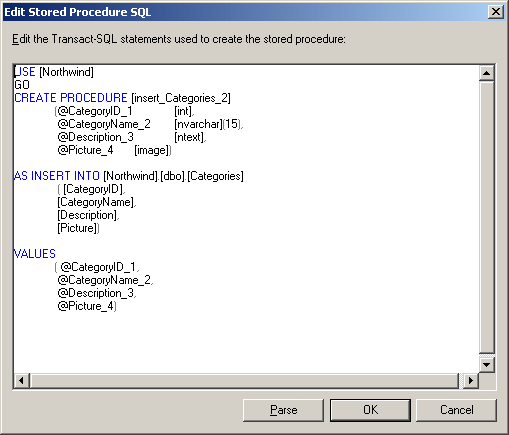 Edit Stored Procedure SQL
Edit the Transact-SQL statements used to create the stored procedure:
USE [Northwind]
GO
CREATE PROCEDURE [insert_Categories_2]
(@CategoryID_1 [int],
@CategoryName_2 [nvarchar](15),
@Description_3 [ntext],
@Picture_4 [image])
AS INSERT INTO [Northwind].[dbo].[Categories]
( [CategoryID],
[CategoryName],
[Description],
[Picture])
VALUES
( @CategoryID_1,
@CategoryName_2,
@Description_3,
@Picture_4)
Parse OK Cancel